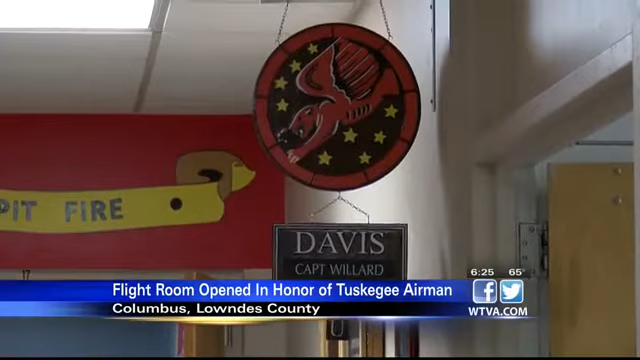 PIT FIRE
17
DAVIS
CAPT WILLARD
6:25 65°
Flight Room Opened In Honor of Tuskegee Airman
Columbus, Lowndes County
WTVA.COM